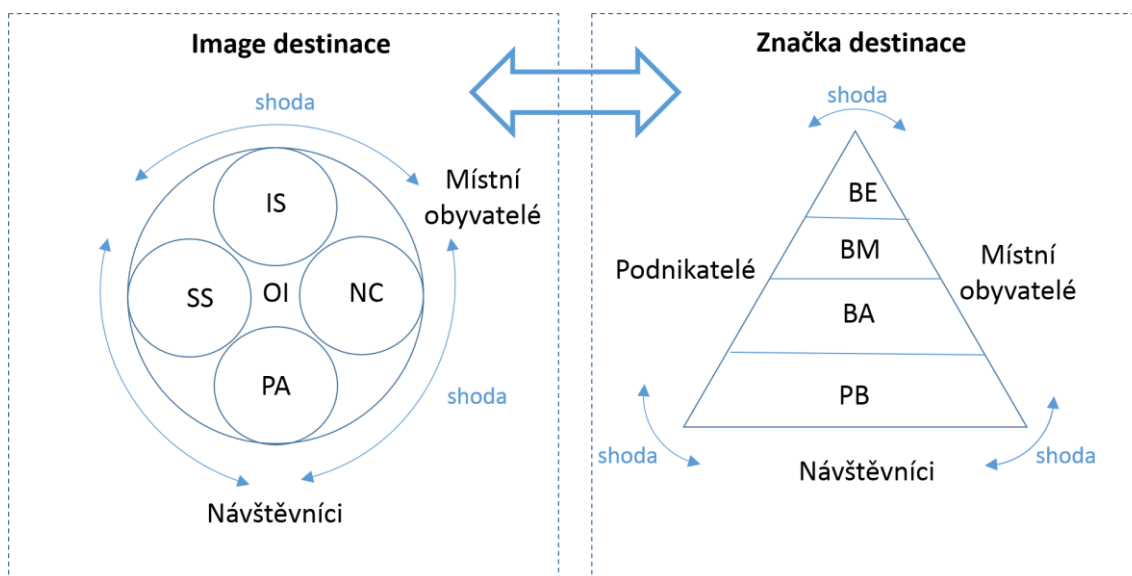 Image destinace
shoda
IS
Místní
obyvatelé
SS
OI
NC
PA
shoda
Návštěvníci
Značka destinace
shoda
BE
BM
Podnikatelé
Místní
obyvatelé
BA
PB
shoda
shoda
Návštěvníci